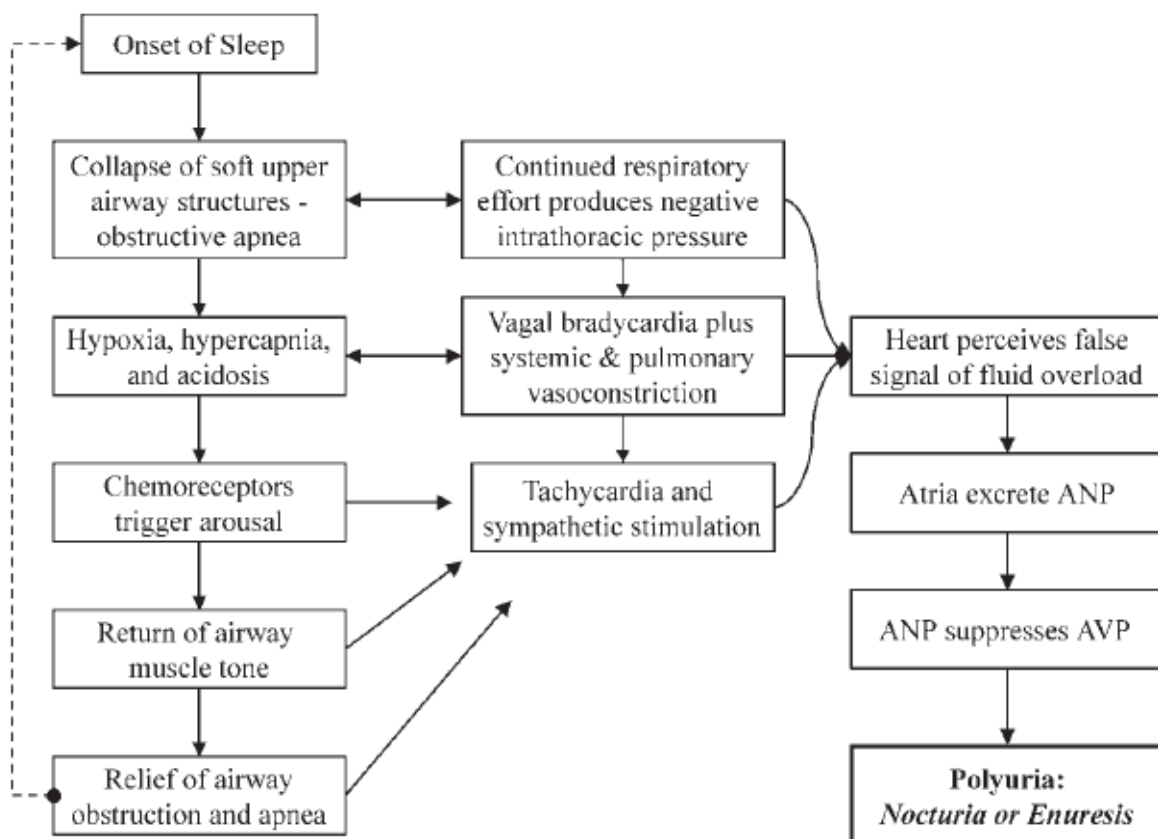 Onset of Sleep
Collapse of soft upper
airway structures -
obstructive apnea
Hypoxia, hypercapnia,
and acidosis
Chemoreceptors
trigger arousal
Return of airway
muscle tone
Relief of airway
obstruction and apnea
Continued respiratory
effort produces negative
intrathoracic pressure
Vagal bradycardia plus
systemic & pulmonary
vasoconstriction
Tachycardia and
sympathetic stimulation
Heart perceives false
signal of fluid overload
Atria excrete ANP
ANP suppresses AVP
Polyuria:
Nocturia or Enuresis